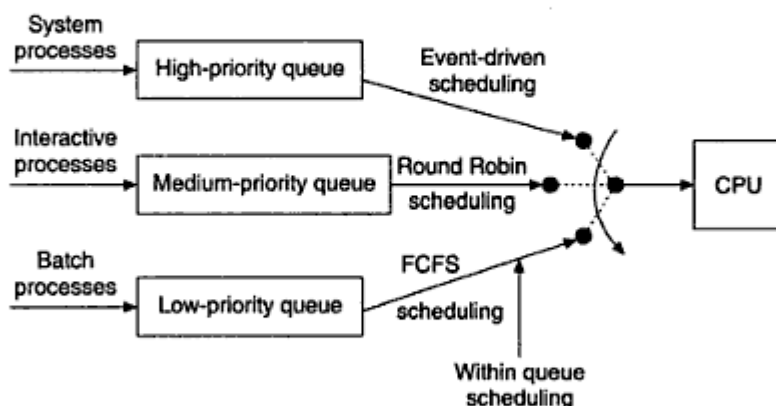 System
processes
High-priority queue
Event-driven
scheduling
Interactive
processes
Medium-priority queue
Round Robin
scheduling
CPU
Batch
processes
Low-priority queue
FCFS
scheduling
Within queue
scheduling